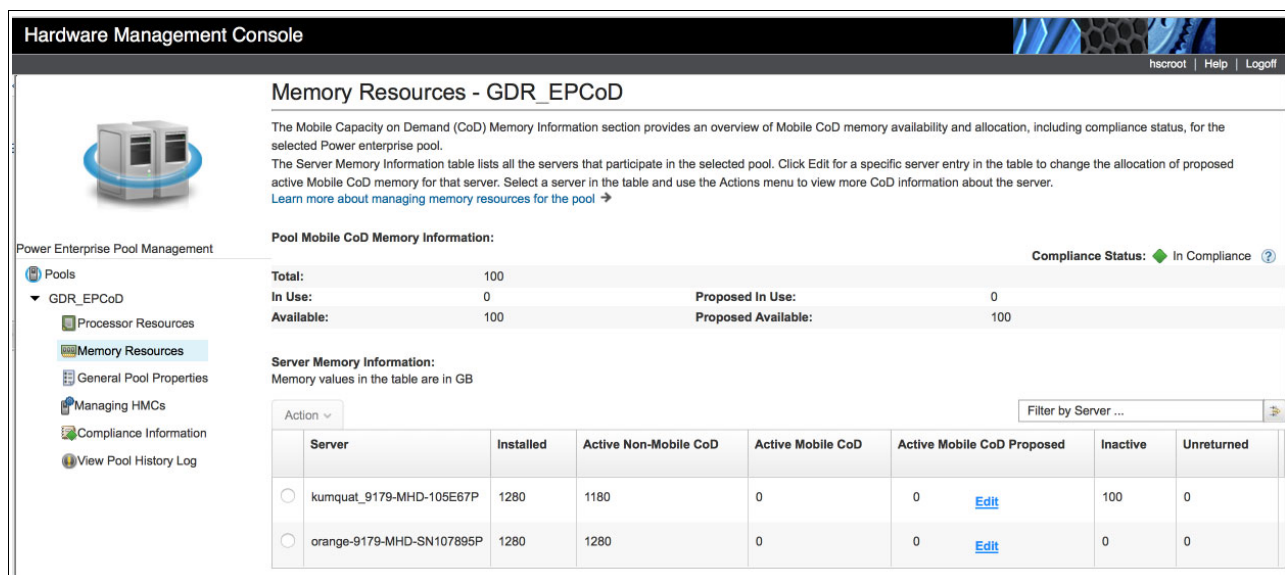 Hardware Management Console
hscroot | Help | Logoff
Memory Resources - GDR_EPCoD
The Mobile Capacity on Demand (CoD) Memory Information section provides an overview of Mobile CoD memory availability and allocation, including compliance status, for the
selected Power enterprise pool.
The Server Memory Information table lists all the servers that participate in the selected pool. Click Edit for a specific server entry in the table to change the allocation of proposed
active Mobile CoD memory for that server. Select a server in the table and use the Actions menu to view more CoD information about the server.
Learn more about managing memory resources for the pool
Power Enterprise Pool Management
Pools
GDR_EPCoD
Processor Resources
Memory Resources
General Pool Properties
Managing HMCs
Compliance Information
View Pool History Log
Pool Mobile CoD Memory Information:
Compliance Status: In Compliance ?
Total: 100
In Use: 0 Proposed In Use: 0
Available: 100 Proposed Available: 100
Server Memory Information:
Memory values in the table are in GB
Action
Filter by Server ...
Server Installed Active Non-Mobile CoD Active Mobile CoD Active Mobile CoD Proposed Inactive Unreturned
kumquat_9179-MHD-105E67P 1280 1180 0 0 Edit 100 0
orange-9179-MHD-SN107895P 1280 1280 0 0 Edit 0 0